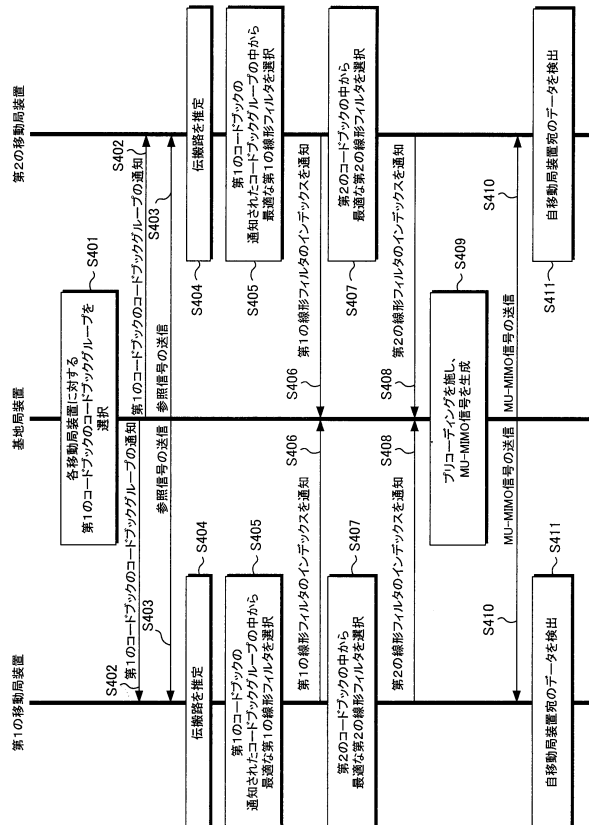 第1の移動局装置
基地局装置
第2の移動局装置
S401
各移動局装置に対する
第1のコードブックのコードブックグループを
選択
S402
第1のコードブックのコードブックグループの通知
第1のコードブックのコードブックグループの通知
S402
S403
参照信号の送信
参照信号の送信
S403
S404
伝搬路を推定
S404
伝搬路を推定
S405
第1のコードブックの
通知されたコードブックグループの中から
最適な第1の線形フィルタを選択
S405
第1のコードブックの
通知されたコードブックグループの中から
最適な第1の線形フィルタを選択
第1の線形フィルタのインデックスを通知
S406
S406
第1の線形フィルタのインデックスを通知
S407
第2のコードブックの中から
最適な第2の線形フィルタを選択
S407
第2のコードブックの中から
最適な第2の線形フィルタを選択
第2の線形フィルタのインデックスを通知
S408
S408
第2の線形フィルタのインデックスを通知
S409
プリコーディングを施し、
MU-MIMO信号を生成
S410
MU-MIMO信号の送信
MU-MIMO信号の送信
S410
S411
自移動局装置宛のデータを検出
S411
自移動局装置宛のデータを検出